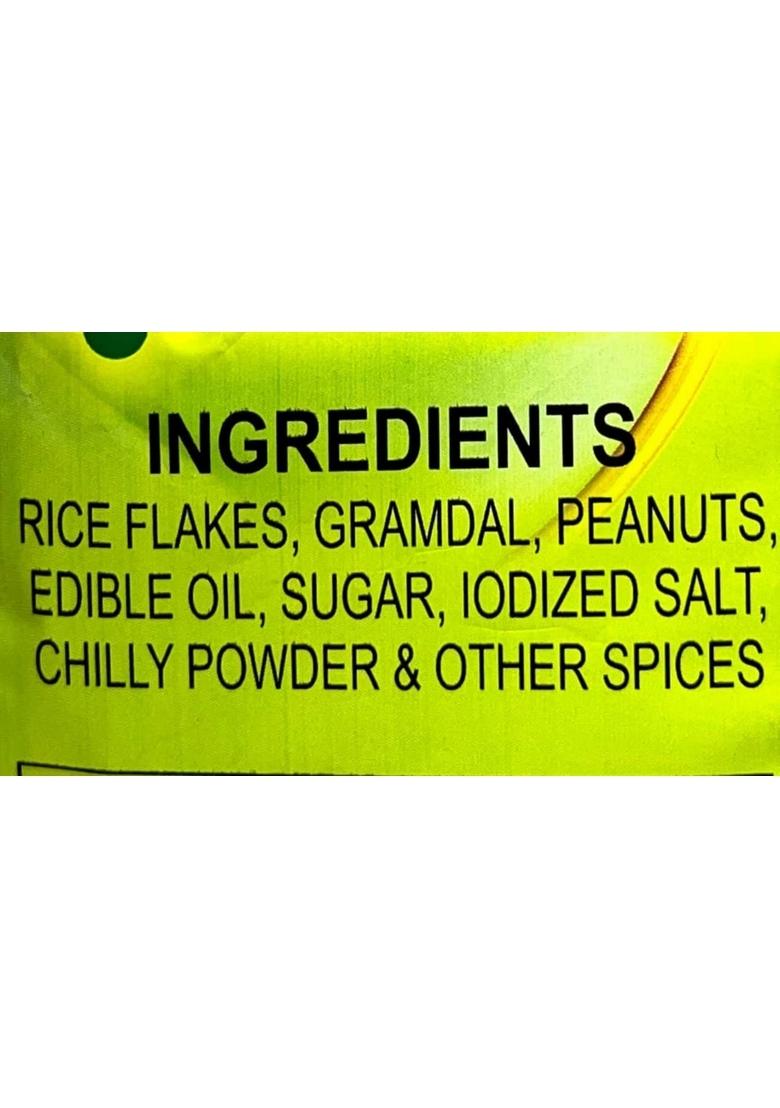 INGREDIENTS
RICE FLAKES, GRAMDAL, PEANUTS,
EDIBLE OIL, SUGAR, IODIZED SALT,
CHILLY POWDER & OTHER SPICES